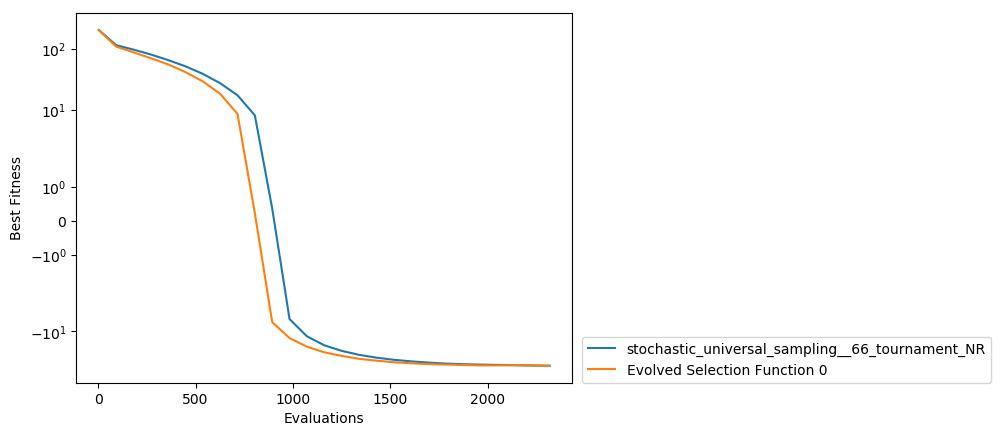 10²
10¹
10⁰
0
−10⁰
−10¹
Best Fitness
0
500
1000
1500
2000
Evaluations
stochastic_universal_sampling__66_tournament_NR
Evolved Selection Function 0